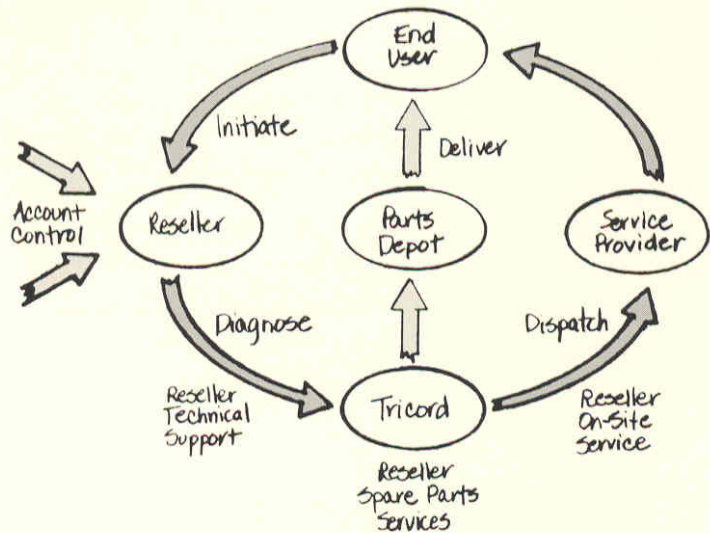 End
User
Initiate
Deliver
Account
Control
Reseller
Parts
Depot
Service
Provider
Diagnose
Dispatch
Reseller
Technical
Support
Tricord
Reseller
On-Site
Service
Reseller
Spare Parts
Services